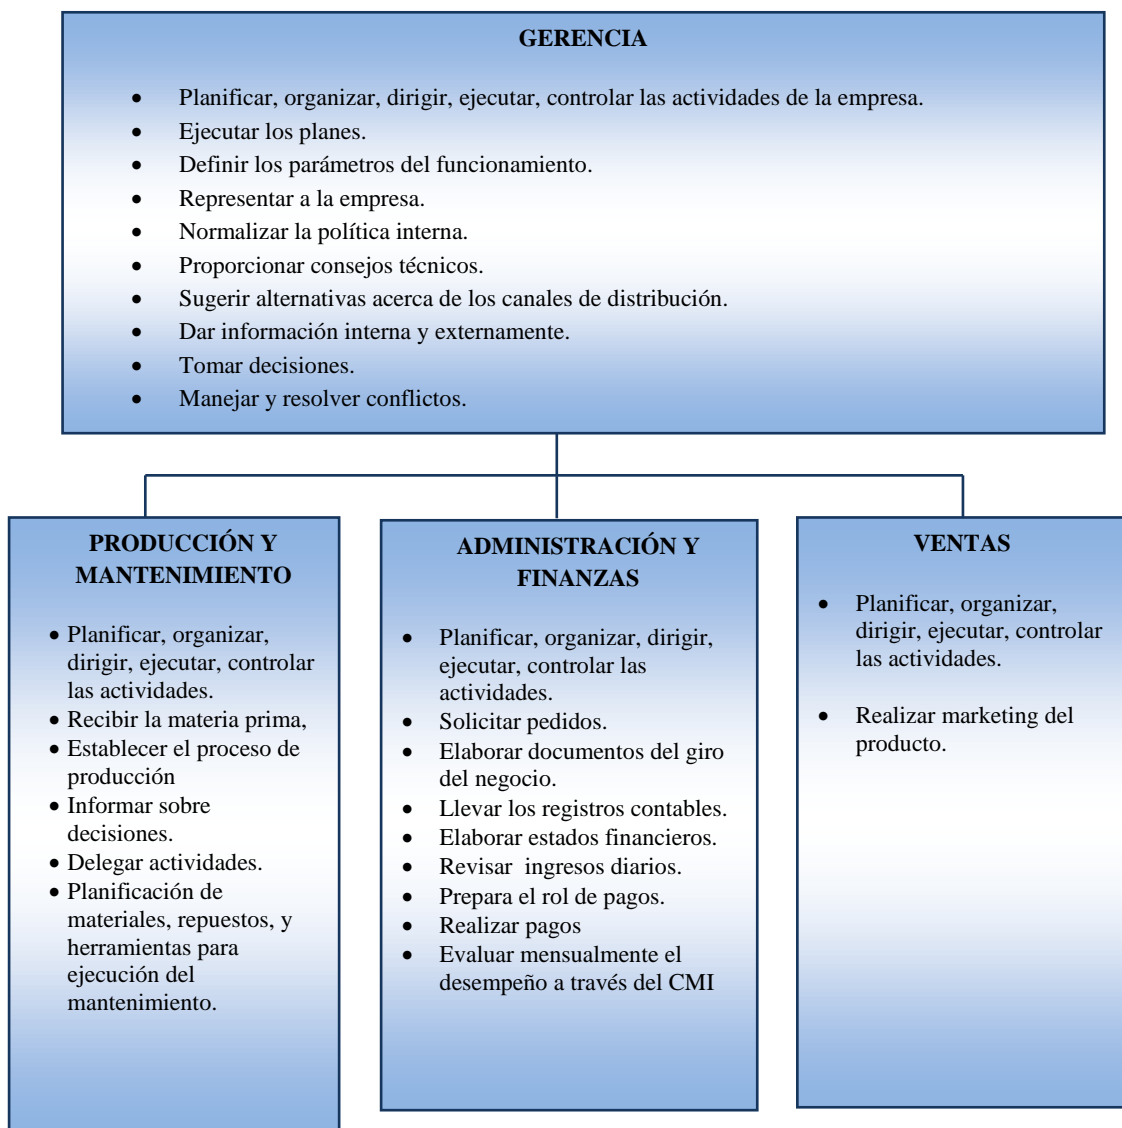 GERENCIA
• Planificar, organizar, dirigir, ejecutar, controlar las actividades de la empresa.
• Ejecutar los planes.
• Definir los parámetros del funcionamiento.
• Representar a la empresa.
• Normalizar la política interna.
• Proporcionar consejos técnicos.
• Sugerir alternativas acerca de los canales de distribución.
• Dar información interna y externamente.
• Tomar decisiones.
• Manejar y resolver conflictos.
PRODUCCIÓN Y
MANTENIMIENTO
• Planificar, organizar,
dirigir, ejecutar, controlar
las actividades.
• Recibir la materia prima,
• Establecer el proceso de
producción
• Informar sobre
decisiones.
• Delegar actividades.
• Planificación de
materiales, repuestos, y
herramientas para
ejecución del
mantenimiento.
ADMINISTRACIÓN Y
FINANZAS
• Planificar, organizar, dirigir,
ejecutar, controlar las
actividades.
• Solicitar pedidos.
• Elaborar documentos del giro
del negocio.
• Llevar los registros contables.
• Elaborar estados financieros.
• Revisar  ingresos diarios.
• Prepara el rol de pagos.
• Realizar pagos
• Evaluar mensualmente el
desempeño a través del CMI
VENTAS
• Planificar, organizar,
dirigir, ejecutar, controlar
las actividades.
• Realizar marketing del
producto.